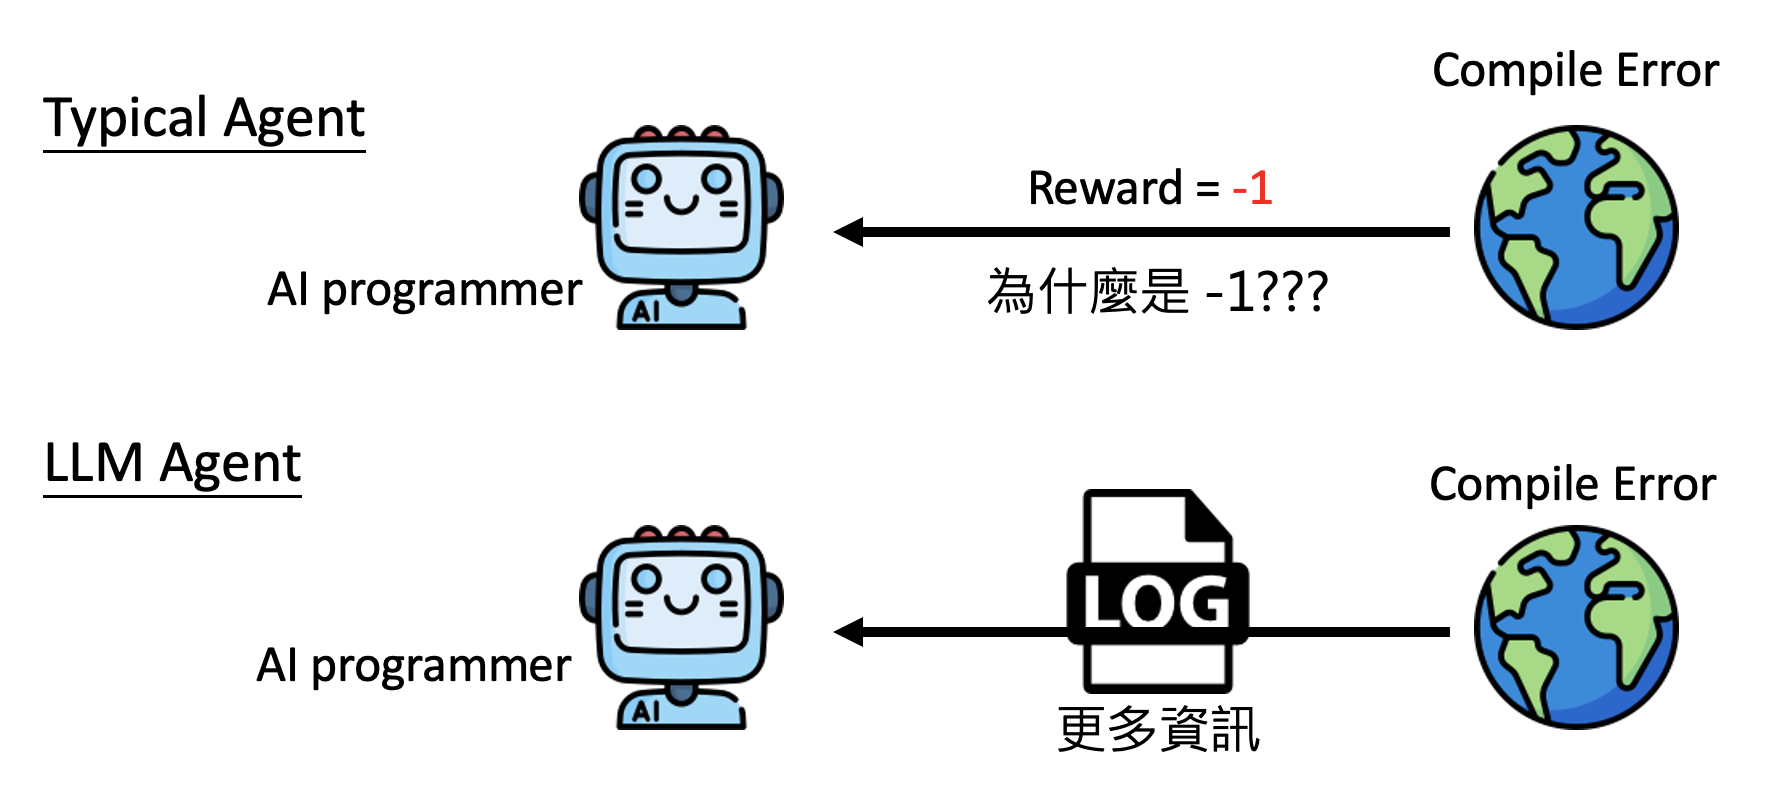 Compile Error
Typical Agent
Reward = -1
AI programmer
為什麼是 -1???
AI
LLM Agent
Compile Error
LOG
AI programmer
AI
更多資訊